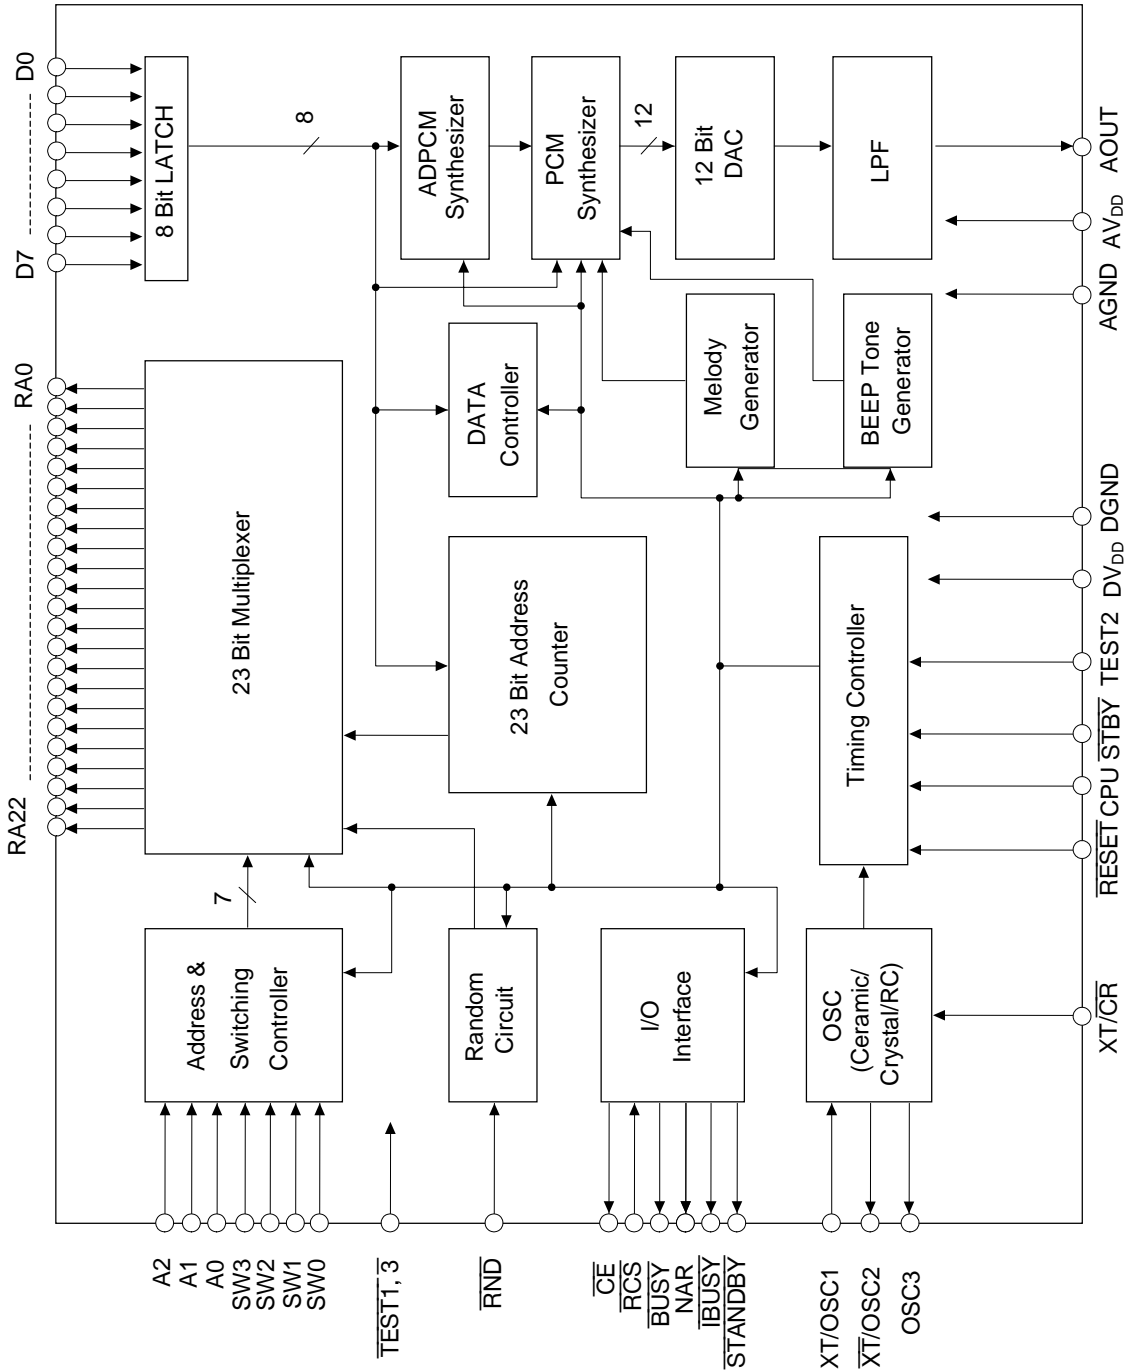 RA22
RA0
D7
D0
8 Bit LATCH
23 Bit Multiplexer
7
Address &
Switching
Controller
A2
A1
A0
SW3
SW2
SW1
SW0
TEST1, 3
8
ADPCM
Synthesizer
PCM
Synthesizer
12
12 Bit
DAC
LPF
DATA
Controller
Melody
Generator
BEEP Tone
Generator
23 Bit Address
Counter
Timing Controller
Random
Circuit
I/O
Interface
OSC
(Ceramic/
Crystal/RC)
RND
CE
RCS
BUSY
NAR
IBUSY
STANDBY
XT/OSC1
XT/OSC2
OSC3
XT/CR
RESET
CPU
STBY
TEST2
DVDD
DGND
AGND
AVDD
AOUT